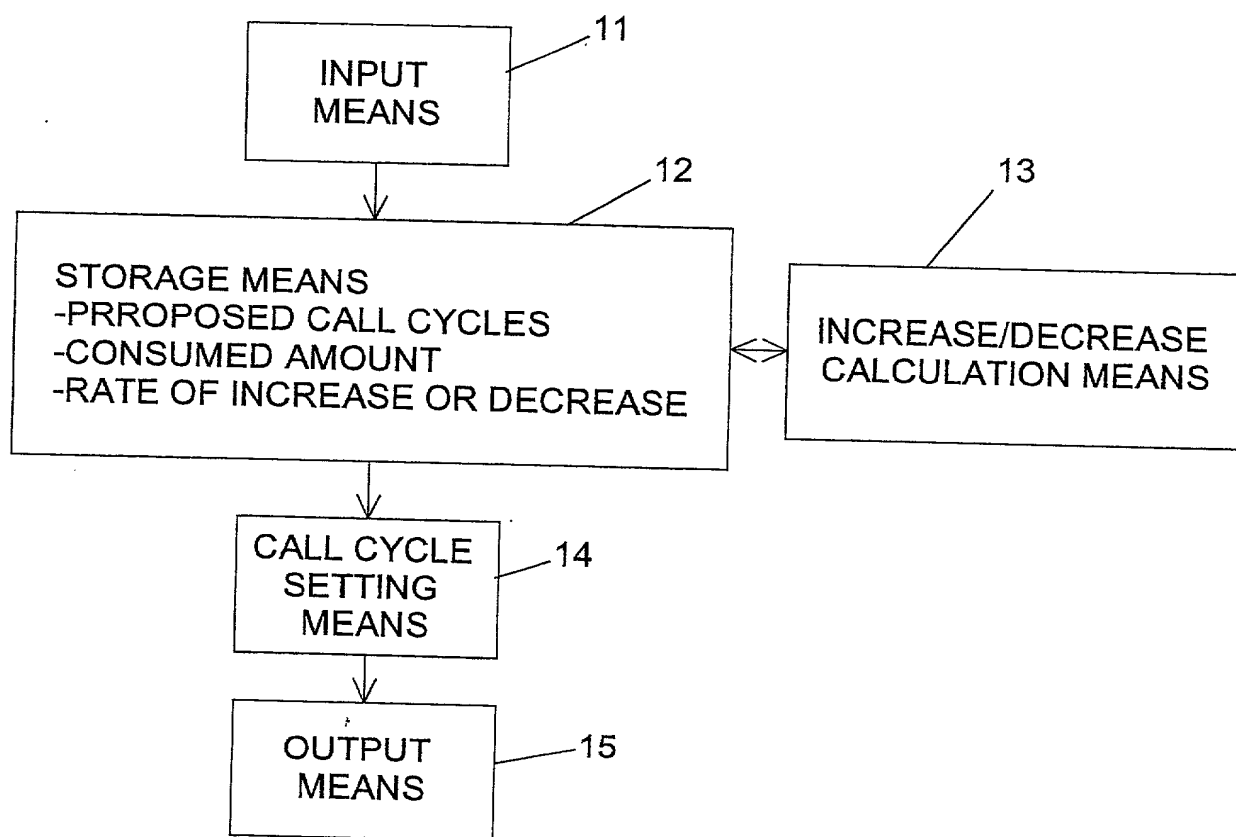 11
INPUT
MEANS
12
13
STORAGE MEANS
-PRROPOSED CALL CYCLES
-CONSUMED AMOUNT
-RATE OF INCREASE OR DECREASE
INCREASE/DECREASE
CALCULATION MEANS
CALL CYCLE
SETTING
MEANS
14
OUTPUT
MEANS
15